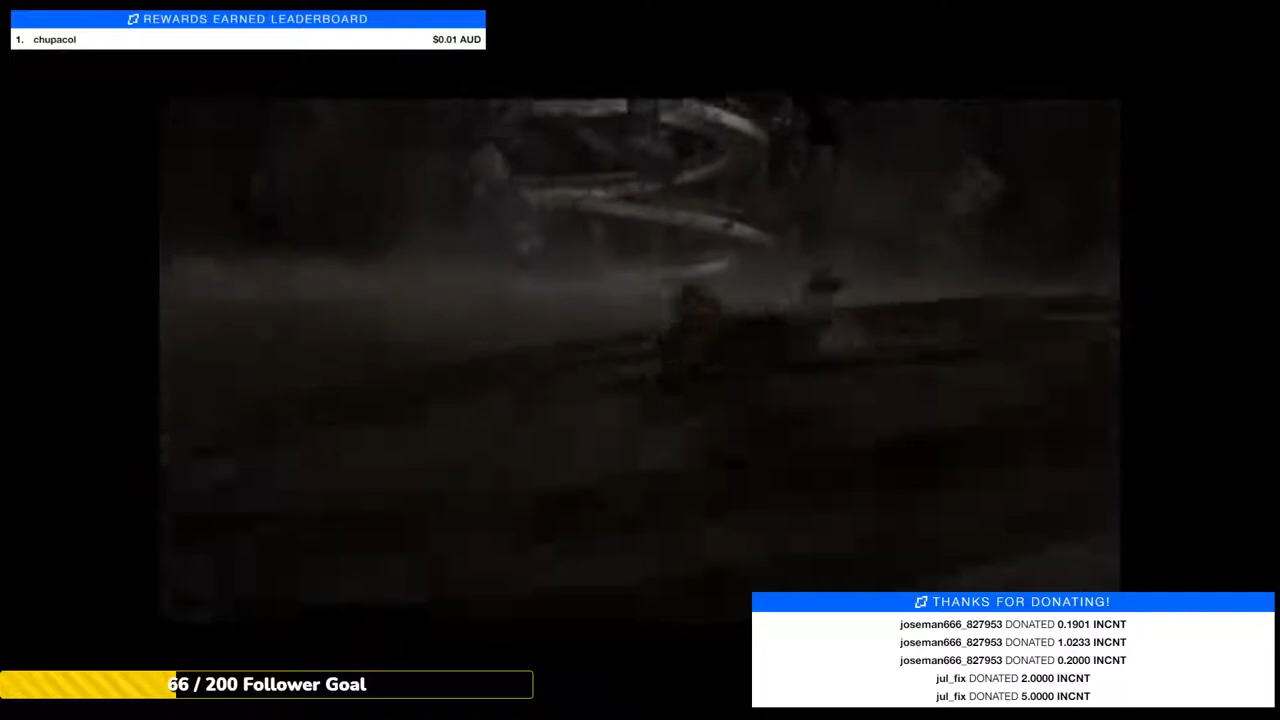 REWARDS EARNED LEADERBOARD
1. chupacol $0.01 AUD
THANKS FOR DONATING!
joseman666_827953 DONATED 0.1901 INCNT
joseman666_827953 DONATED 1.0233 INCNT
joseman666_827953 DONATED 0.2000 INCNT
jul_fix DONATED 2.0000 INCNT
jul_fix DONATED 5.0000 INCNT
66 / 200 Follower Goal